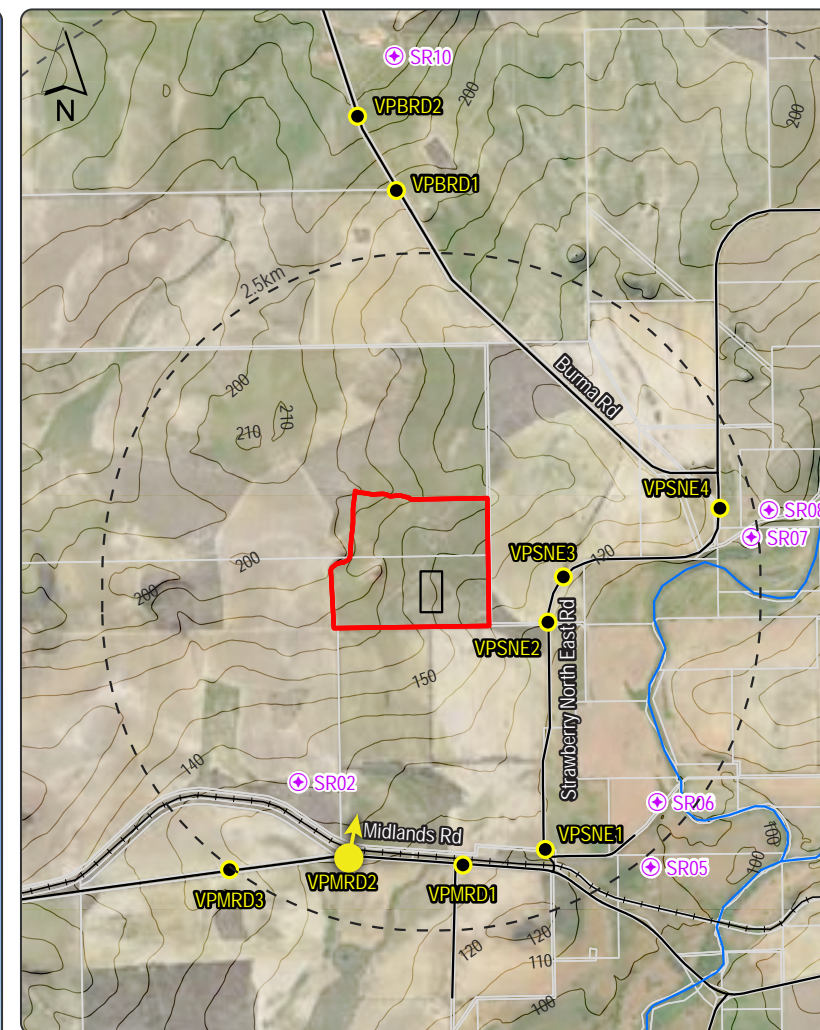 SR10
200
N
VPBRD2
200
VPBRD1
2.5km
Burma Rd
200
210
210
VPSNE4
SR08
SR07
VPSNE3
120
200
200
VPSNE2
Strawberry North East Rd
150
140
SR02
SR06
Midlands Rd
100
VPSNE1
100
SR05
VPMRD2
VPMRD1
VPMRD3
120
120
110
100